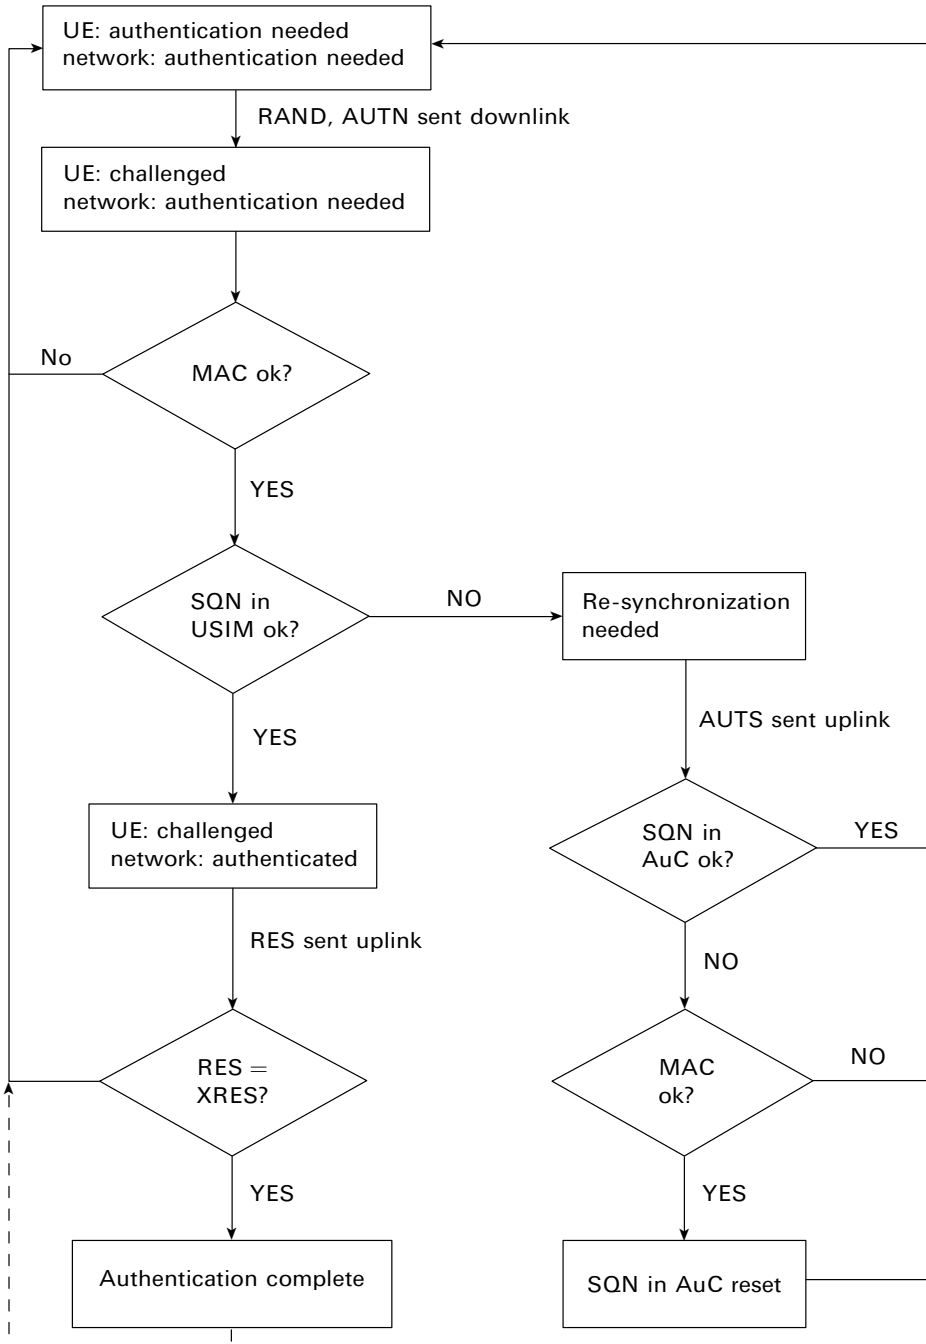 UE: authentication needed
network: authentication needed
RAND, AUTN sent downlink
UE: challenged
network: authentication needed
No
MAC ok?
YES
SQN in
USIM ok?
NO
Re-synchronization
needed
YES
AUTS sent uplink
UE: challenged
network: authenticated
SQN in
AuC ok?
YES
RES sent uplink
NO
RES =
XRES?
MAC
ok?
NO
YES
YES
Authentication complete
SQN in AuC reset